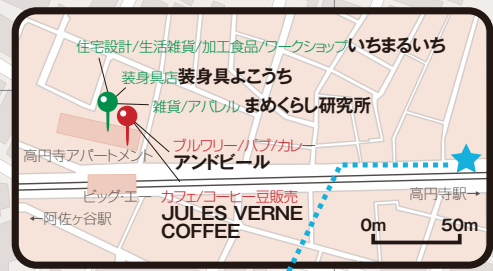 住宅設計/生活雑貨/加工食品/ワークショップ いちまるいち
装身具店 装身具よこうち
雑貨/アパレル まめくらし研究所
ブルワリー/パブ/カレー
高円寺アパートメント アンドビール
ビッグ・エー カフェ/コーヒー豆販売 高円寺駅→
←阿佐ヶ谷駅 JULES VERNE
COFFEE
0m 50m